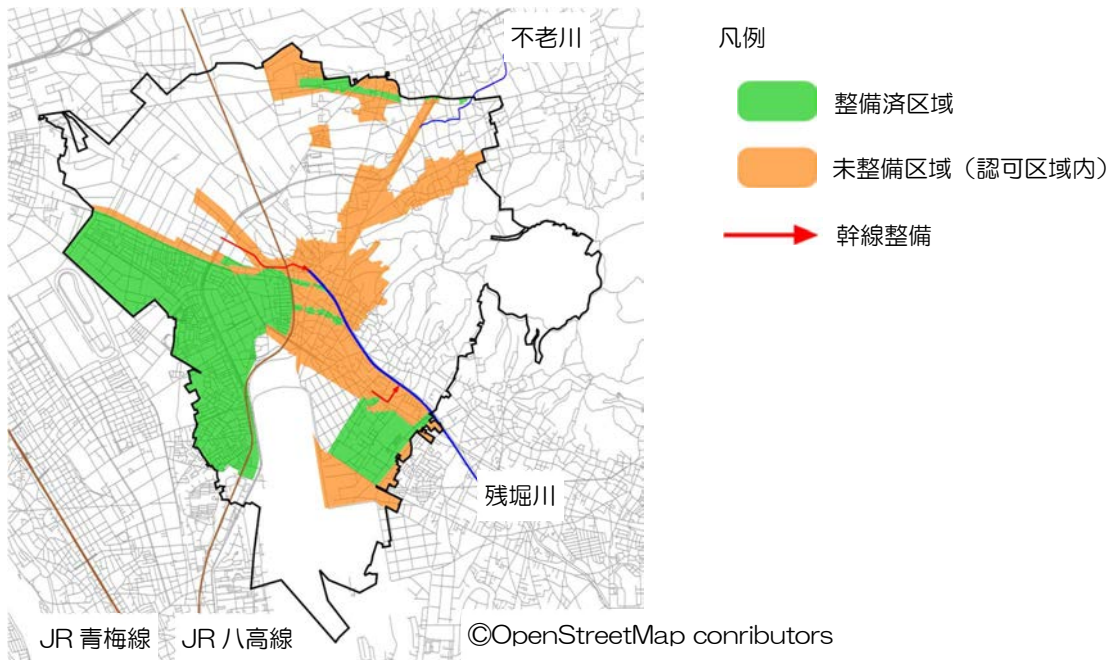 不老川
凡例
整備済区域
未整備区域（認可区域内）
幹線整備
残堀川
JR 青梅線
JR 八高線
©OpenStreetMap conributors